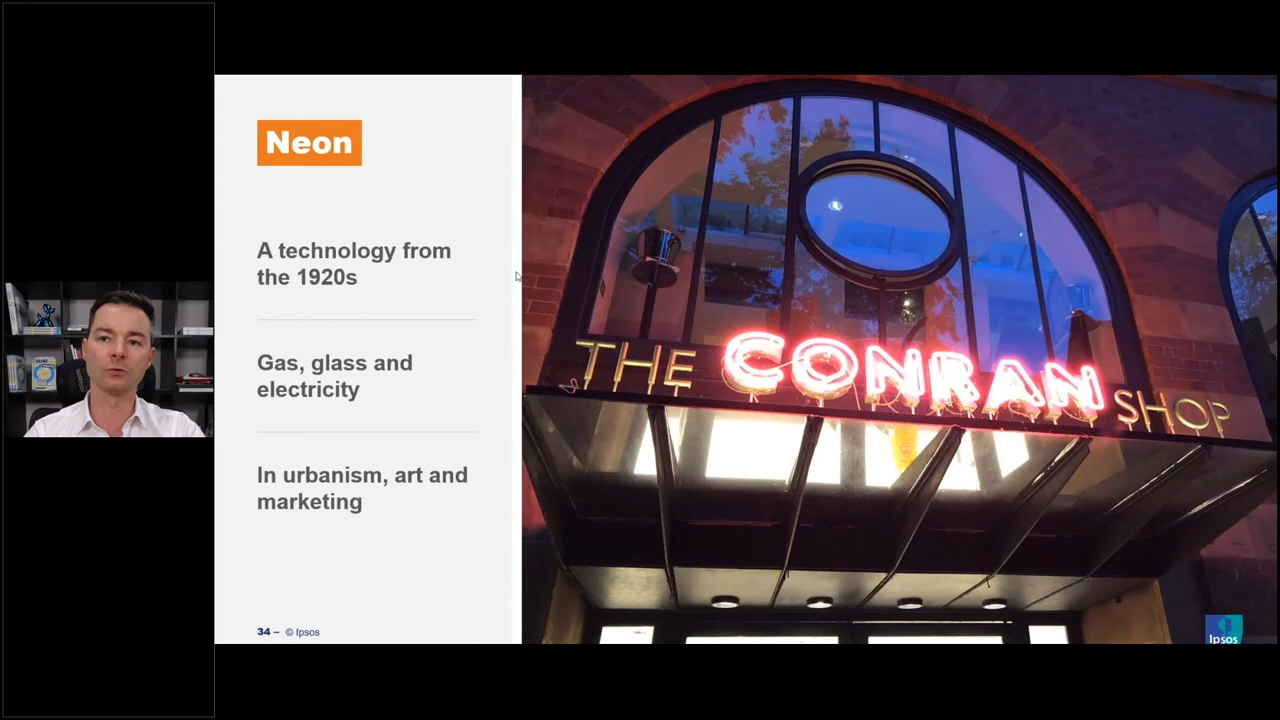 Neon
A technology from
the 1920s
Gas, glass and
electricity
In urbanism, art and
marketing
34 – © Ipsos
THE CONRAN SHOP
Ipsos